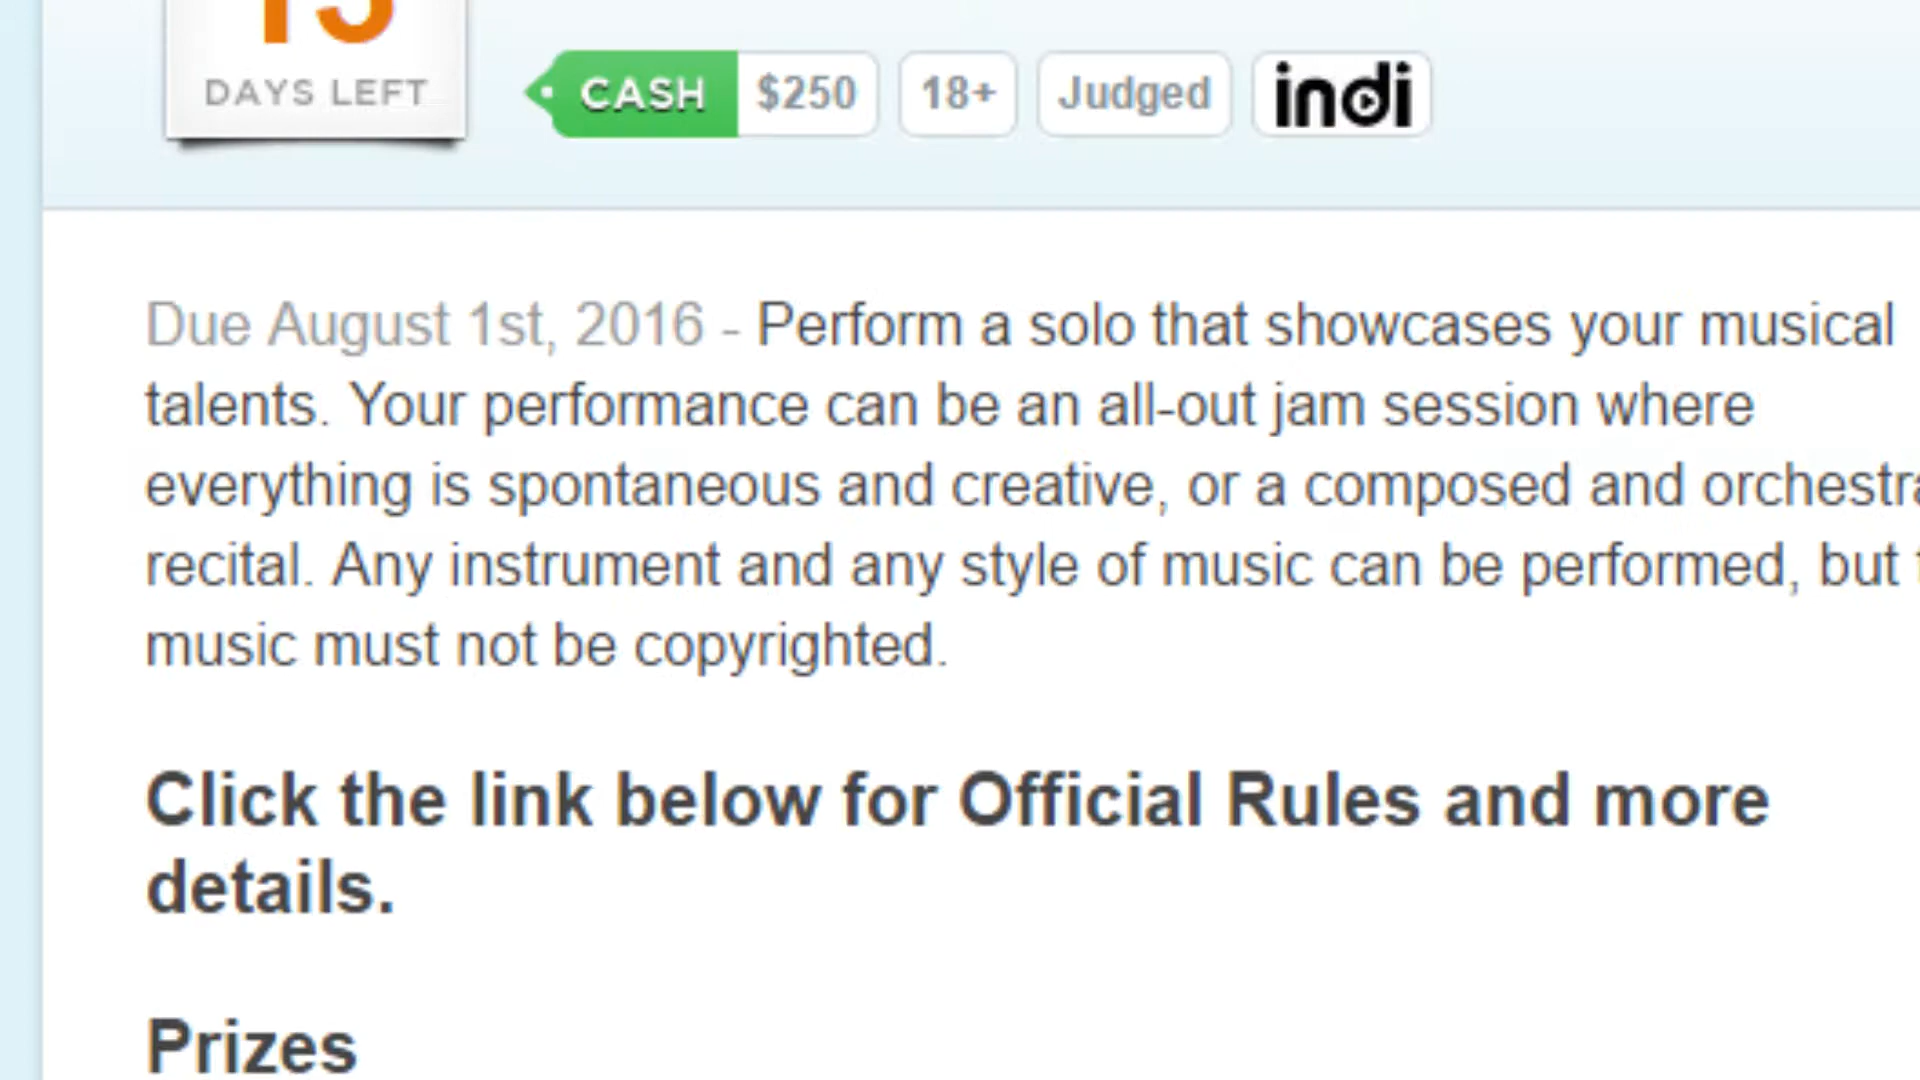 DAYS LEFT
CASH $250 18+ Judged indi
Due August 1st, 2016 - Perform a solo that showcases your musical
talents. Your performance can be an all-out jam session where
everything is spontaneous and creative, or a composed and
recital. Any instrument and any style of music can be performed, but
music must not be copyrighted.
Click the link below for Official Rules and more
details.
Prizes